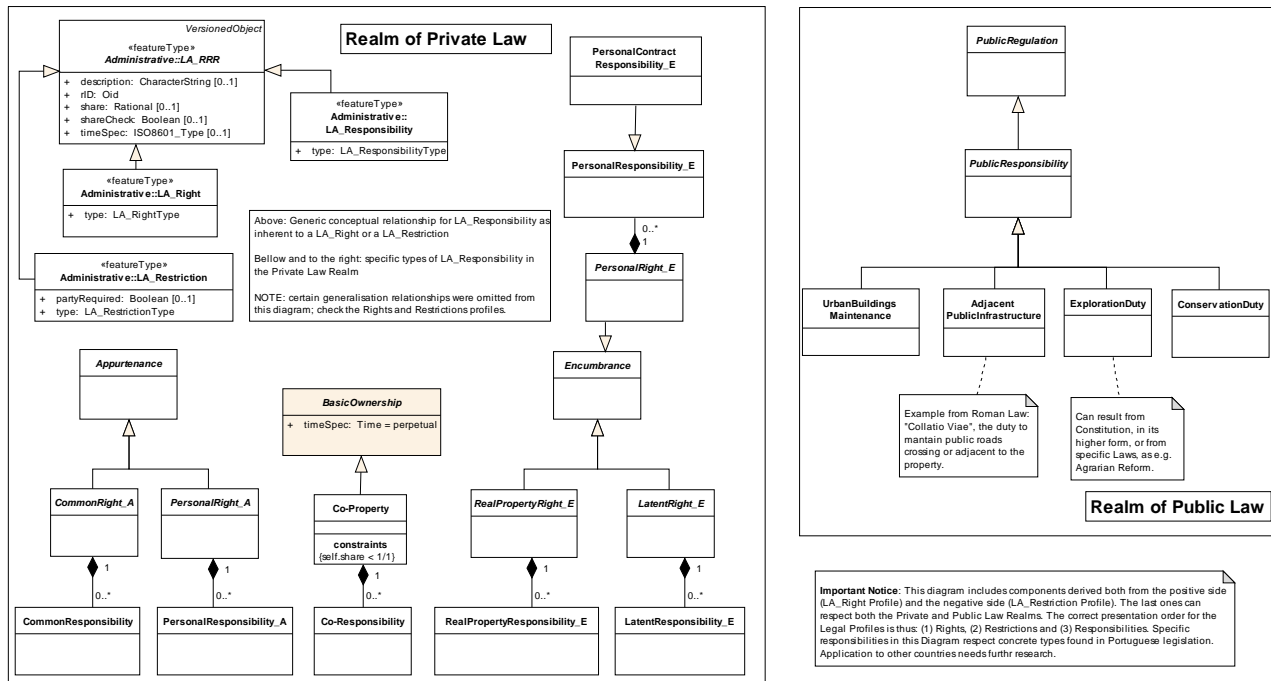 VersionedObject
«featureType»
Administrative::LA_RRR
+ description: CharacterString [0..1]
+ rID: Oid
+ share: Rational [0..1]
+ shareCheck: Boolean [0..1]
+ timeSpec: ISO8601_Type [0..1]
Realm of Private Law
«featureType»
Administrative::
LA_Responsibility
+ type: LA_ResponsibilityType
«featureType»
Administrative::LA_Right
+ type: LA_RightType
«featureType»
Administrative::LA_Restriction
+ partyRequired: Boolean [0..1]
+ type: LA_RestrictionType
Above: Generic conceptual relationship for LA_Responsibility as
inherent to a LA_Right or a LA_Restriction
Bellow and to the right: specific types of LA_Responsibility in
the Private Law Realm
NOTE: certain generalisation relationships were omitted from
this diagram; check the Rights and Restrictions profiles.
PersonalContract
Responsibility_E
PersonalResponsibility_E
0..*
1
PersonalRight_E
Encumbrance
Appurtenance
BasicOwnership
+ timeSpec: Time = perpetual
CommonRight_A
PersonalRight_A
Co-Property
constraints
{self.share < 1/1}
RealPropertyRight_E
LatentRight_E
1
1
1
1
1
0..*
0..*
0..*
0..*
0..*
CommonResponsibility
PersonalResponsibility_A
Co-Responsibility
RealPropertyResponsibility_E
LatentResponsibility_E
PublicRegulation
PublicResponsibility
UrbanBuildings
Maintenance
Adjacent
PublicInfrastructure
ExplorationDuty
ConservationDuty
Example from Roman Law:
"Collatio Viae", the duty to
mantain public roads
crossing or adjacent to the
property.
Can result from
Constitution, in its
higher form, or from
specific Laws, as e.g.
Agrarian Reform.
Realm of Public Law
Important Notice: This diagram includes components derived both from the positive side
(LA_Right Profile) and the negative side (LA_Restriction Profile). The last ones can
respect both the Private and Public Law Realms. The correct presentation order for the
Legal Profiles is thus: (1) Rights, (2) Restrictions and (3) Responsibilities. Specific
responsibilities in this Diagram respect concrete types found in Portuguese legislation.
Application to other countries needs furthr research.